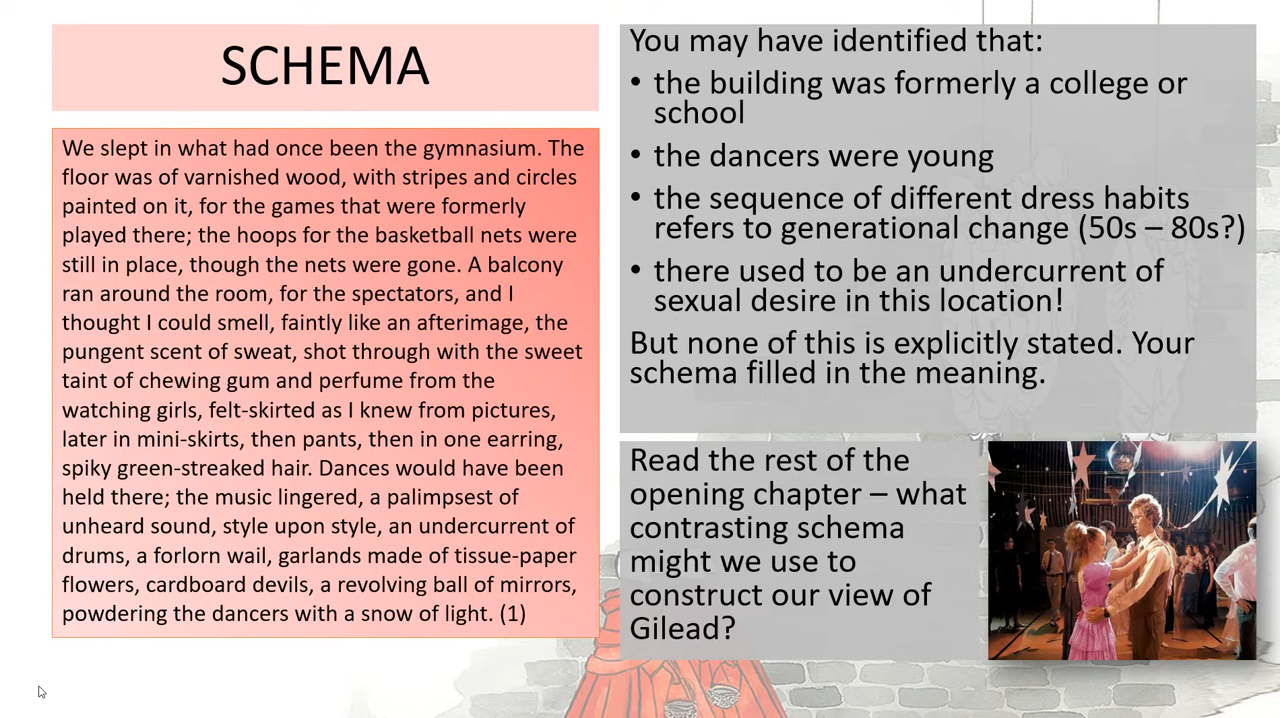 SCHEMA
We slept in what had once been the gymnasium. The
floor was of varnished wood, with stripes and circles
painted on it, for the games that were formerly
played there; the hoops for the basketball nets were
still in place, though the nets were gone. A balcony
ran around the room, for the spectators, and I
thought I could smell, faintly like an afterimage, the
pungent scent of sweat, shot through with the sweet
taint of chewing gum and perfume from the
watching girls, felt-skirted as I knew from pictures,
later in mini-skirts, then pants, then in one earring,
spiky green-streaked hair. Dances would have been
held there; the music lingered, a palimpsest of
unheard sound, style upon style, an undercurrent of
drums, a forlorn wail, garlands made of tissue-paper
flowers, cardboard devils, a revolving ball of mirrors,
powdering the dancers with a snow of light. (1)
You may have identified that:
• the building was formerly a college or
school
• the dancers were young
• the sequence of different dress habits
refers to generational change (50s – 80s?)
• there used to be an undercurrent of
sexual desire in this location!
But none of this is explicitly stated. Your
schema filled in the meaning.
Read the rest of the
opening chapter – what
contrasting schema
might we use to
construct our view of
Gilead?